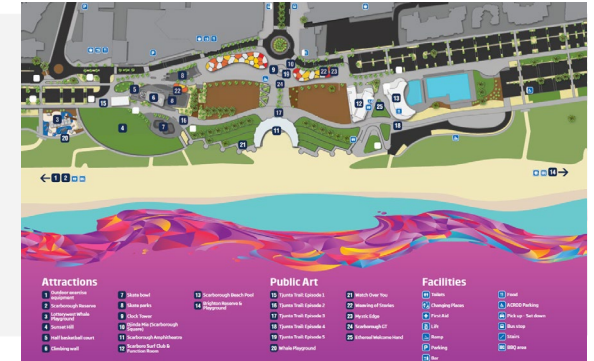 Attractions
1 Outdoor exercise
equipment
2 Scarborough Reserve
3 Lotterywest Whale
Playground
4 Sunset Hill
5 Half basketball court
6 Climbing wall
7 Skate bowl
8 Skate parks
9 Clock Tower
10 Djinda Mia (Scarborough
Square)
11 Scarborough Amphitheatre
12 Scarboro Surf Club &
Function Room
13 Scarborough Beach Pool
14 Brighton Reserve &
Playground
Public Art
15 Tjunta Trail: Episode 1
16 Tjunta Trail: Episode 2
17 Tjunta Trail: Episode 3
18 Tjunta Trail: Episode 4
19 Tjunta Trail: Episode 5
20 Whale Playground
21 Watch Over You
22 Meaning of Stories
23 Mystic Edge
24 Scarborough GT
25 Ethereal Welcome Hand
Facilities
Toilets
Changing Places
First Aid
Lift
Ramp
P Parking
Bar
Food
ACROD Parking
Pick up - Set down
Bus stop
Stairs
BBQ area